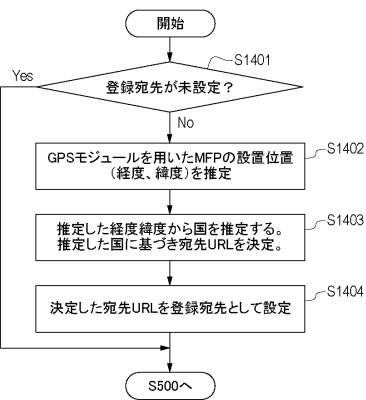 開始
S1401
Yes
登録宛先が未設定？
No
S1402
GPSモジュールを用いたMFPの設置位置
（経度、緯度）を推定
S1403
推定した経度緯度から国を推定する。
推定した国に基づき宛先URLを決定。
S1404
決定した宛先URLを登録宛先として設定
S500へ